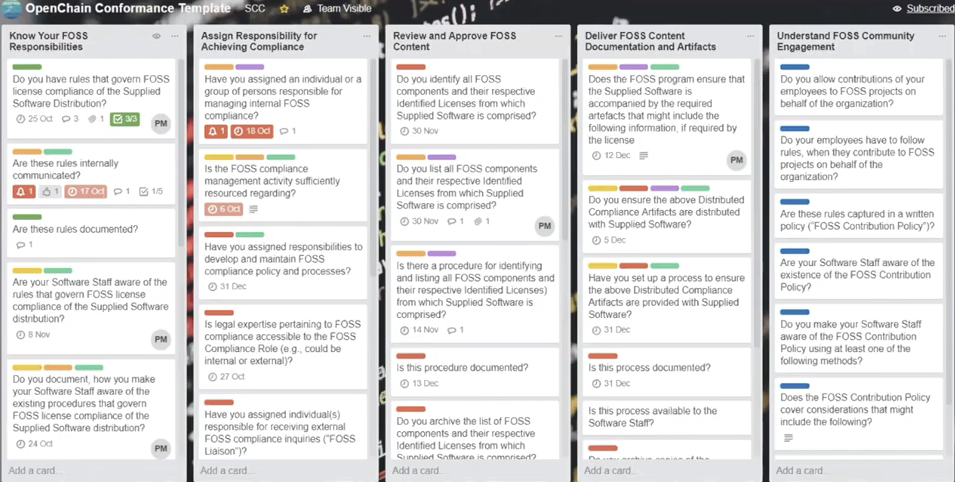 OpenChain Conformance Template SCC Team Visible Subscribed
Know Your FOSS
Responsibilities
Do you have rules that govern FOSS
license compliance of the Supplied
Software Distribution?
25 Oct 3 1 3/3
PM
Are these rules internally
communicated?
1 1 17 Oct 1 1/5
Are these rules documented?
1
Are your Software Staff aware of the
rules that govern FOSS license
compliance of the Supplied Software
distribution?
8 Nov
PM
Do you document, how you make
your Software Staff aware of the
existing procedures that govern
FOSS license compliance of the
Supplied Software distribution?
24 Oct
PM
Add a card...
Assign Responsibility for
Achieving Compliance
Have you assigned an individual or a
group of persons responsible for
managing internal FOSS
compliance?
1 18 Oct 1
Is the FOSS compliance
management activity sufficiently
resourced regarding?
6 Oct
Have you assigned responsibilities to
develop and maintain FOSS
compliance policy and processes?
31 Dec
Is legal expertise pertaining to FOSS
compliance accessible to the FOSS
Compliance Role (e.g., could be
internal or external)?
27 Oct
Have you assigned individual(s)
responsible for receiving external
FOSS compliance inquiries ("FOSS
Liaison")?
Add a card...
Review and Approve FOSS
Content
Do you identify all FOSS
components and their respective
Identified Licenses from which
Supplied Software is comprised?
30 Nov
Do you list all FOSS components
and their respective Identified
Licenses from which Supplied
Software is comprised?
30 Nov 1 1
PM
Is there a procedure for identifying
and listing all FOSS components and
their respective Identified Licenses)
from which Supplied Software is
comprised?
14 Nov 1
Is this procedure documented?
13 Dec
Do you archive the list of FOSS
components and their respective
Identified Licenses from which
Supplied Software is comprised?
Add a card...
Deliver FOSS Content
Documentation and Artifacts
Does the FOSS program ensure that
the Supplied Software is
accompanied by the required
artefacts that might include the
following information, if required by
the license
12 Dec
PM
Do you ensure the above Distributed
Compliance Artifacts are distributed
with Supplied Software?
5 Dec
Have you set up a process to ensure
the above Distributed Compliance
Artifacts are provided with Supplied
Software?
31 Dec
Is this process documented?
31 Dec
Is this process available to the
Software Staff?
Do you archive copies of the
Add a card...
Understand FOSS Community
Engagement
Do you allow contributions of your
employees to FOSS projects on
behalf of the organization?
Do your employees have to follow
rules, when they contribute to FOSS
projects on behalf of the
organization?
Are these rules captured in a written
policy ("FOSS Contribution Policy")?
Are your Software Staff aware of the
existence of the FOSS Contribution
Policy?
Do you make your Software Staff
aware of the FOSS Contribution
Policy using at least one of the
following methods?
Does the FOSS Contribution Policy
cover considerations that might
include the following?
Add a card...